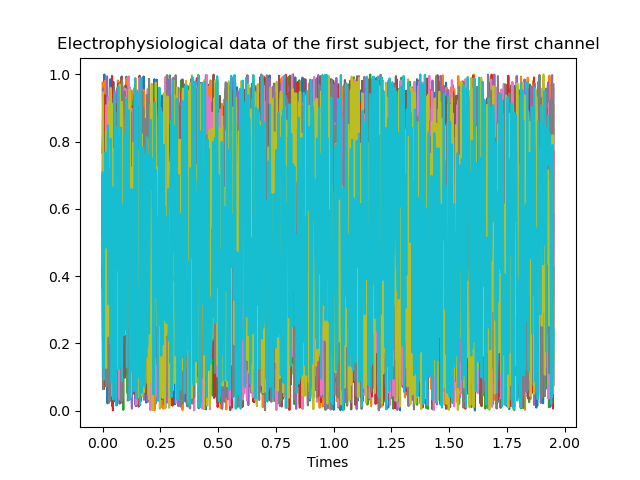 Electrophysiological data of the first subject, for the first channel
1.0
0.8
0.6
0.4
0.2
0.0
0.00 0.25 0.50 0.75 1.00 1.25 1.50 1.75 2.00
Times